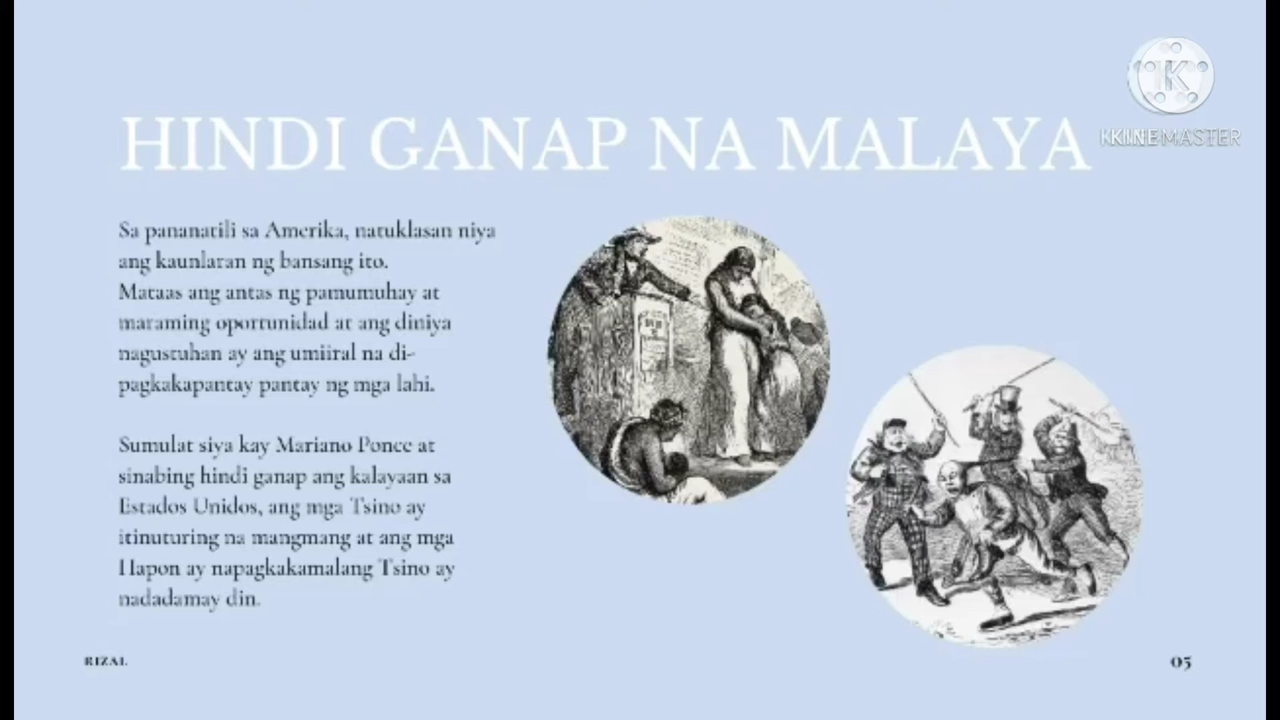 HINDI GANAP NA MALAYA
KINEMASTER
Sa pananatili sa Amerika, natuklasan niya
ang kaunlaran ng bansang ito.
Mataas ang antas ng pamumuhay at
maraming oportunidad at ang diniya
nagustuhan ay ang umiiral na di-
pagkakapantay pantay ng mga lahi.
Sumulat siya kay Mariano Ponce at
sinabing hindi ganap ang kalayaan sa
Estados Unidos, ang mga Tsino ay
itinuturing na mangmang at ang mga
Hapon ay napagkakamalang Tsino ay
nadadamay din.
RIZAL
05